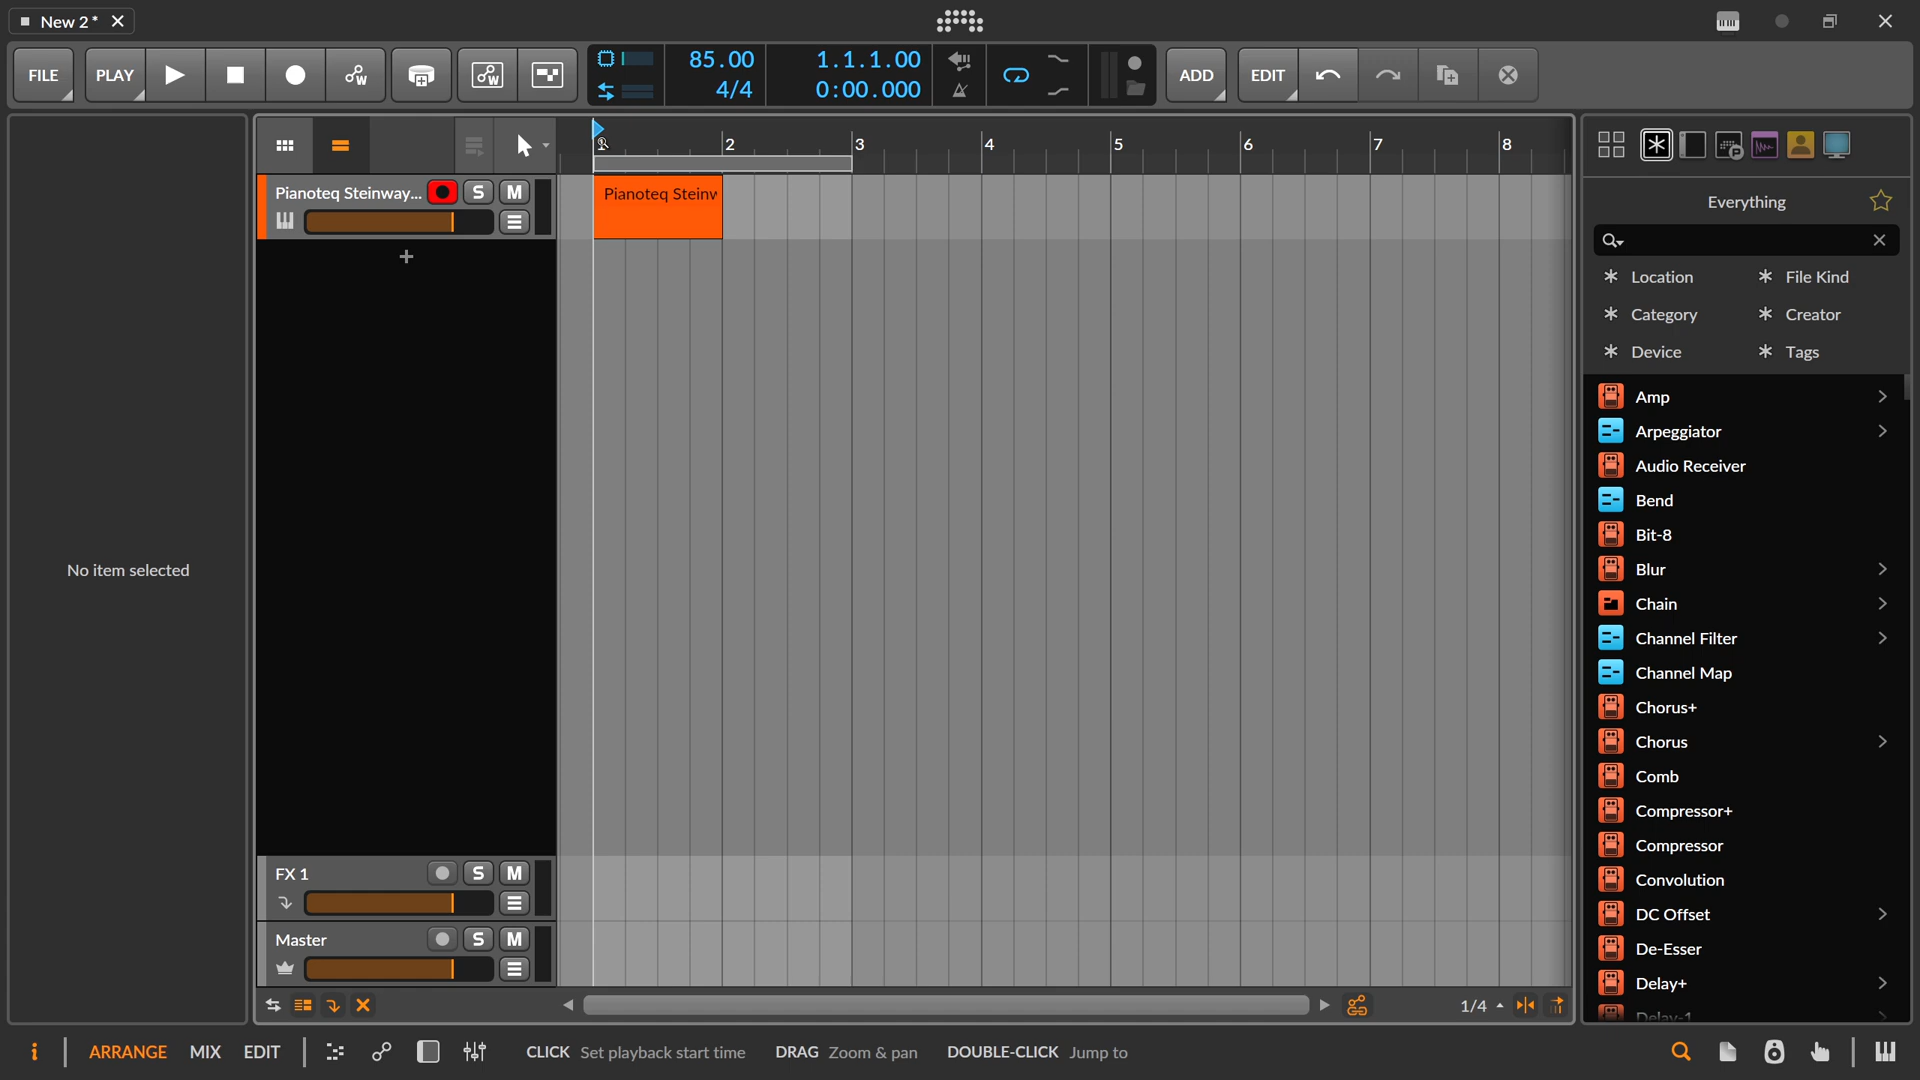 New 2*
FILE
PLAY
85.00
4/4
1.1.1.00
0:00.000
ADD
EDIT
1 2 3 4 5 6 7 8
Pianoteq Steinway... S M
Pianoteq Steinw
No item selected
FX 1 S M
Master S M
1/4
Everything
Location
File Kind
Category
Creator
Device
Tags
Amp
Arpeggiator
Audio Receiver
Bend
Bit-8
Blur
Chain
Channel Filter
Channel Map
Chorus+
Chorus
Comb
Compressor+
Compressor
Convolution
DC Offset
De-Esser
Delay+
Delay-1
i ARRANGE MIX EDIT
CLICK Set playback start time DRAG Zoom & pan DOUBLE-CLICK Jump to